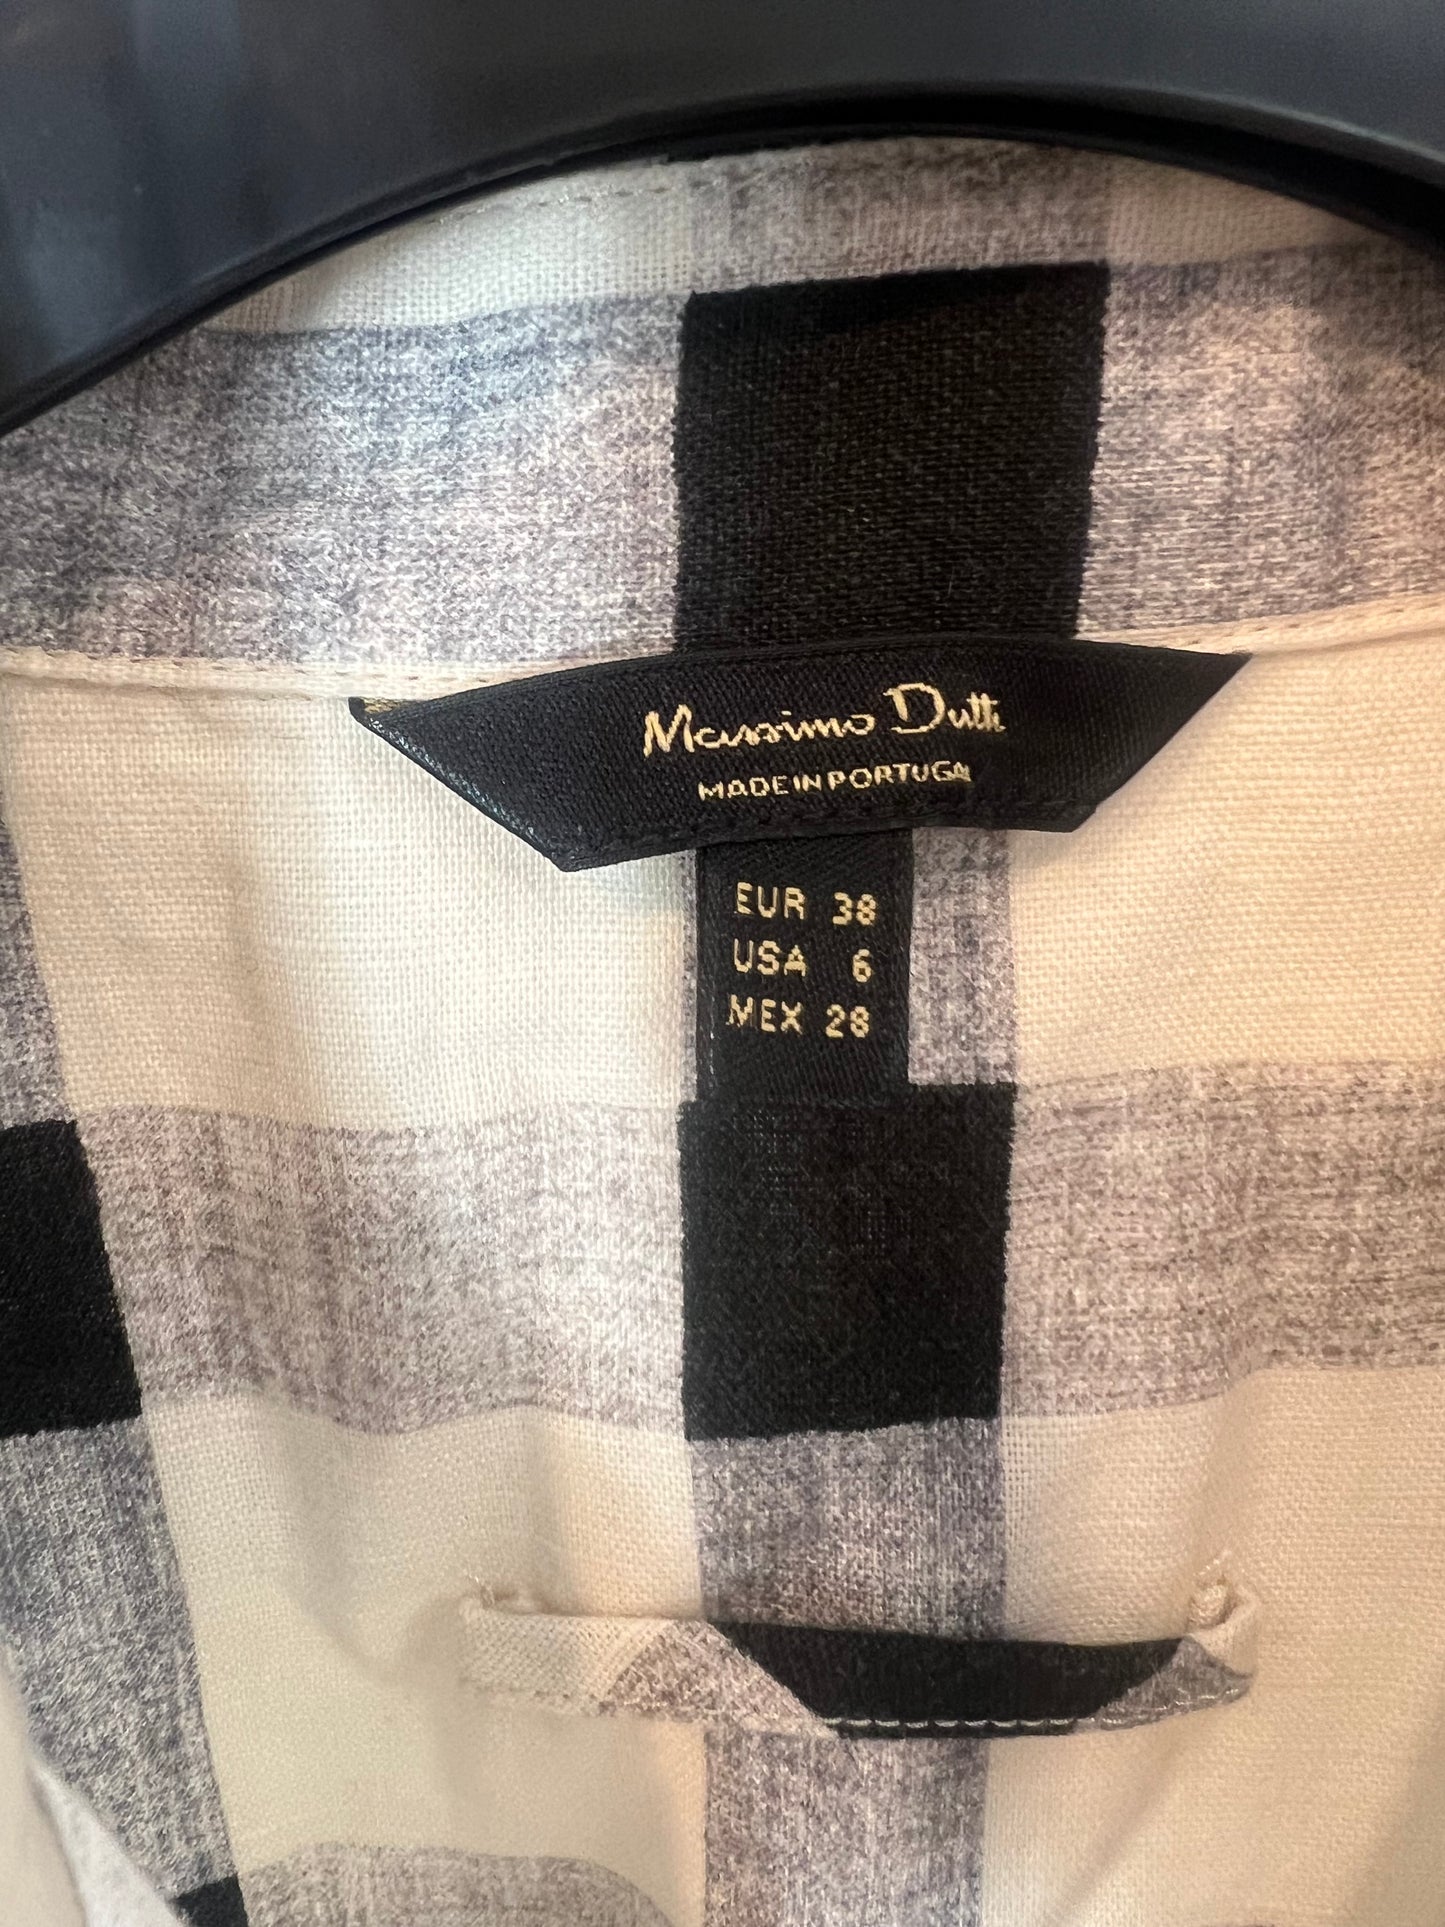 Massimo Dutti
MADE IN PORTUGAL
EUR 38
USA 6
MEX 28